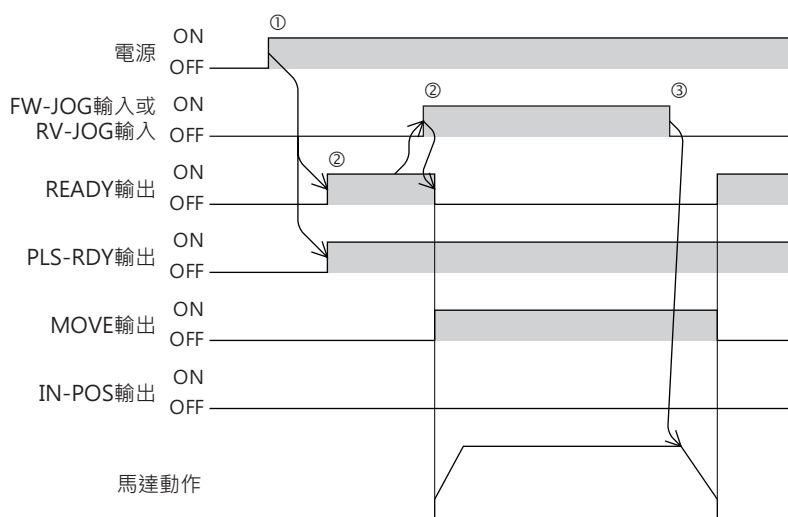 ①
電源 ON
OFF
FW-JOG輸入或 ON ② ③
RV-JOG輸入 OFF
②
READY輸出 ON
OFF
PLS-RDY輸出 ON
OFF
MOVE輸出 ON
OFF
IN-POS輸出 ON
OFF
馬達動作